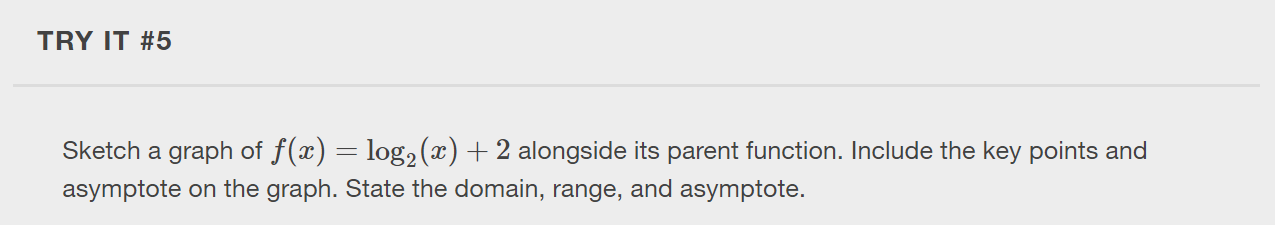 TRY IT #5
Sketch a graph of f(x) = log₂(x) + 2 alongside its parent function. Include the key points and
asymptote on the graph. State the domain, range, and asymptote.